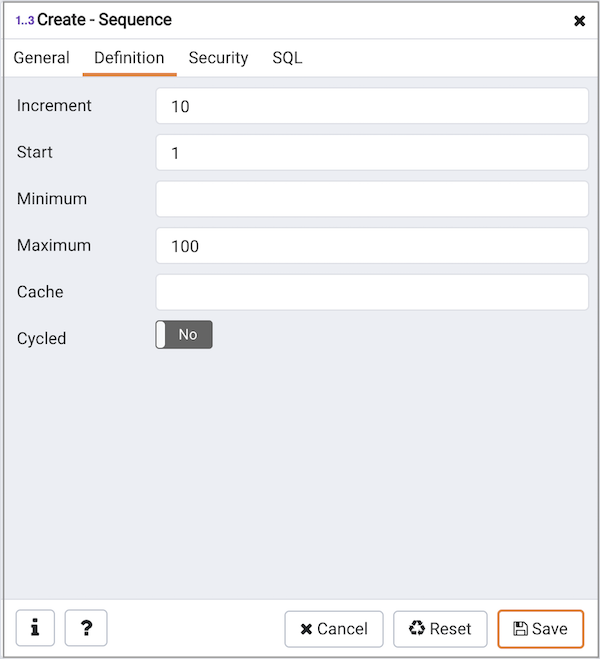 1..3 Create - Sequence
General Definition Security SQL
Increment 10
Start 1
Minimum
Maximum 100
Cache
Cycled No
i ? Cancel Reset Save